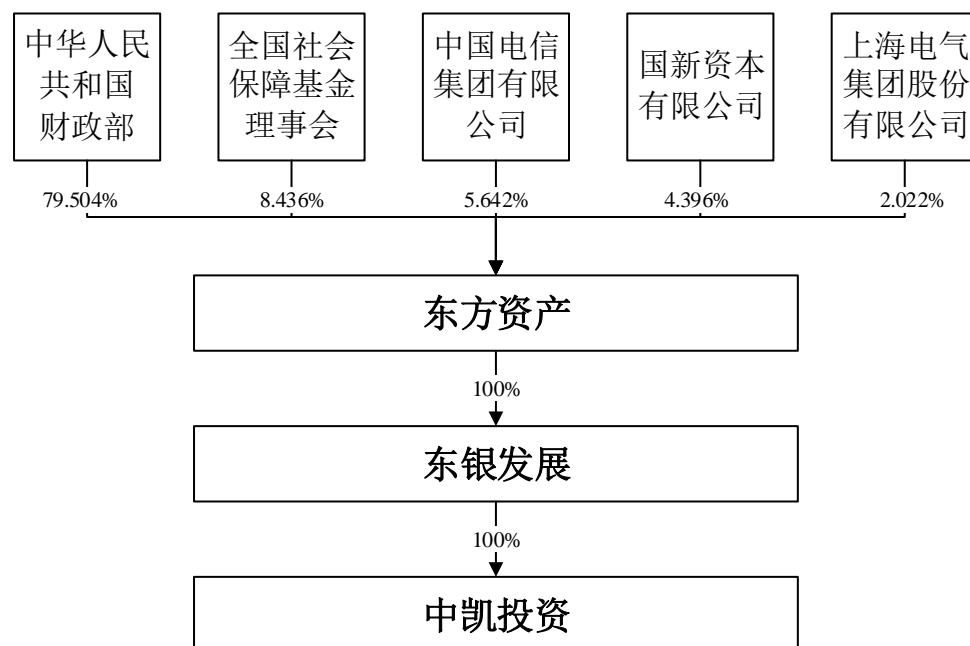 中华人民
共和国
财政部
全国社会
保障基金
理事会
中国电信
集团有限
公司
国新资本
有限公司
上海电气
集团股份
有限公司
79.504%
8.436%
5.642%
4.396%
2.022%
东方资产
100%
东银发展
100%
中凯投资